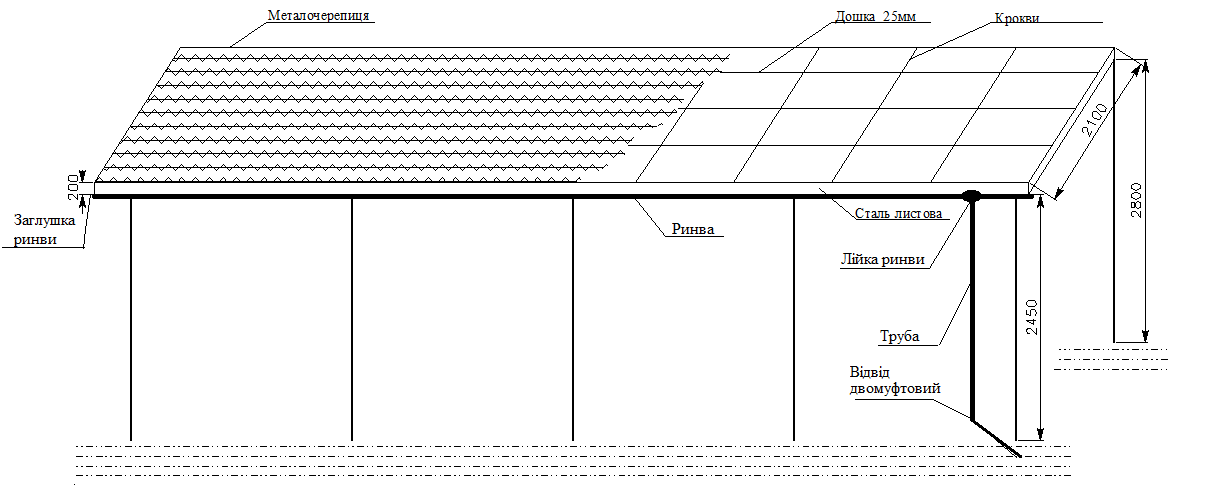 Металочерепиця
Дошка 25мм
Крокви
2100
200
2800
Заглушка
ринви
Сталь листова
Ринва
Лійка ринви
2450
Труба
Відвід
двомуфтовий